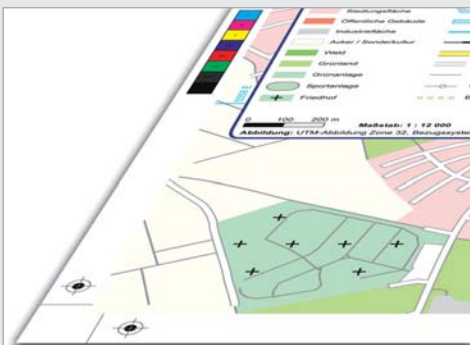 Siedlungsfläche
Öffentliche Gebäude
Industriefläche
Acker / Sonderkultur
Wald
Grünland
Grünanlage
Sportanlage
Friedhof
0 100 200 m
Maßstab: 1 : 12 000
Abbildung: UTM-Abbildung Zone 32, Bezugssystem